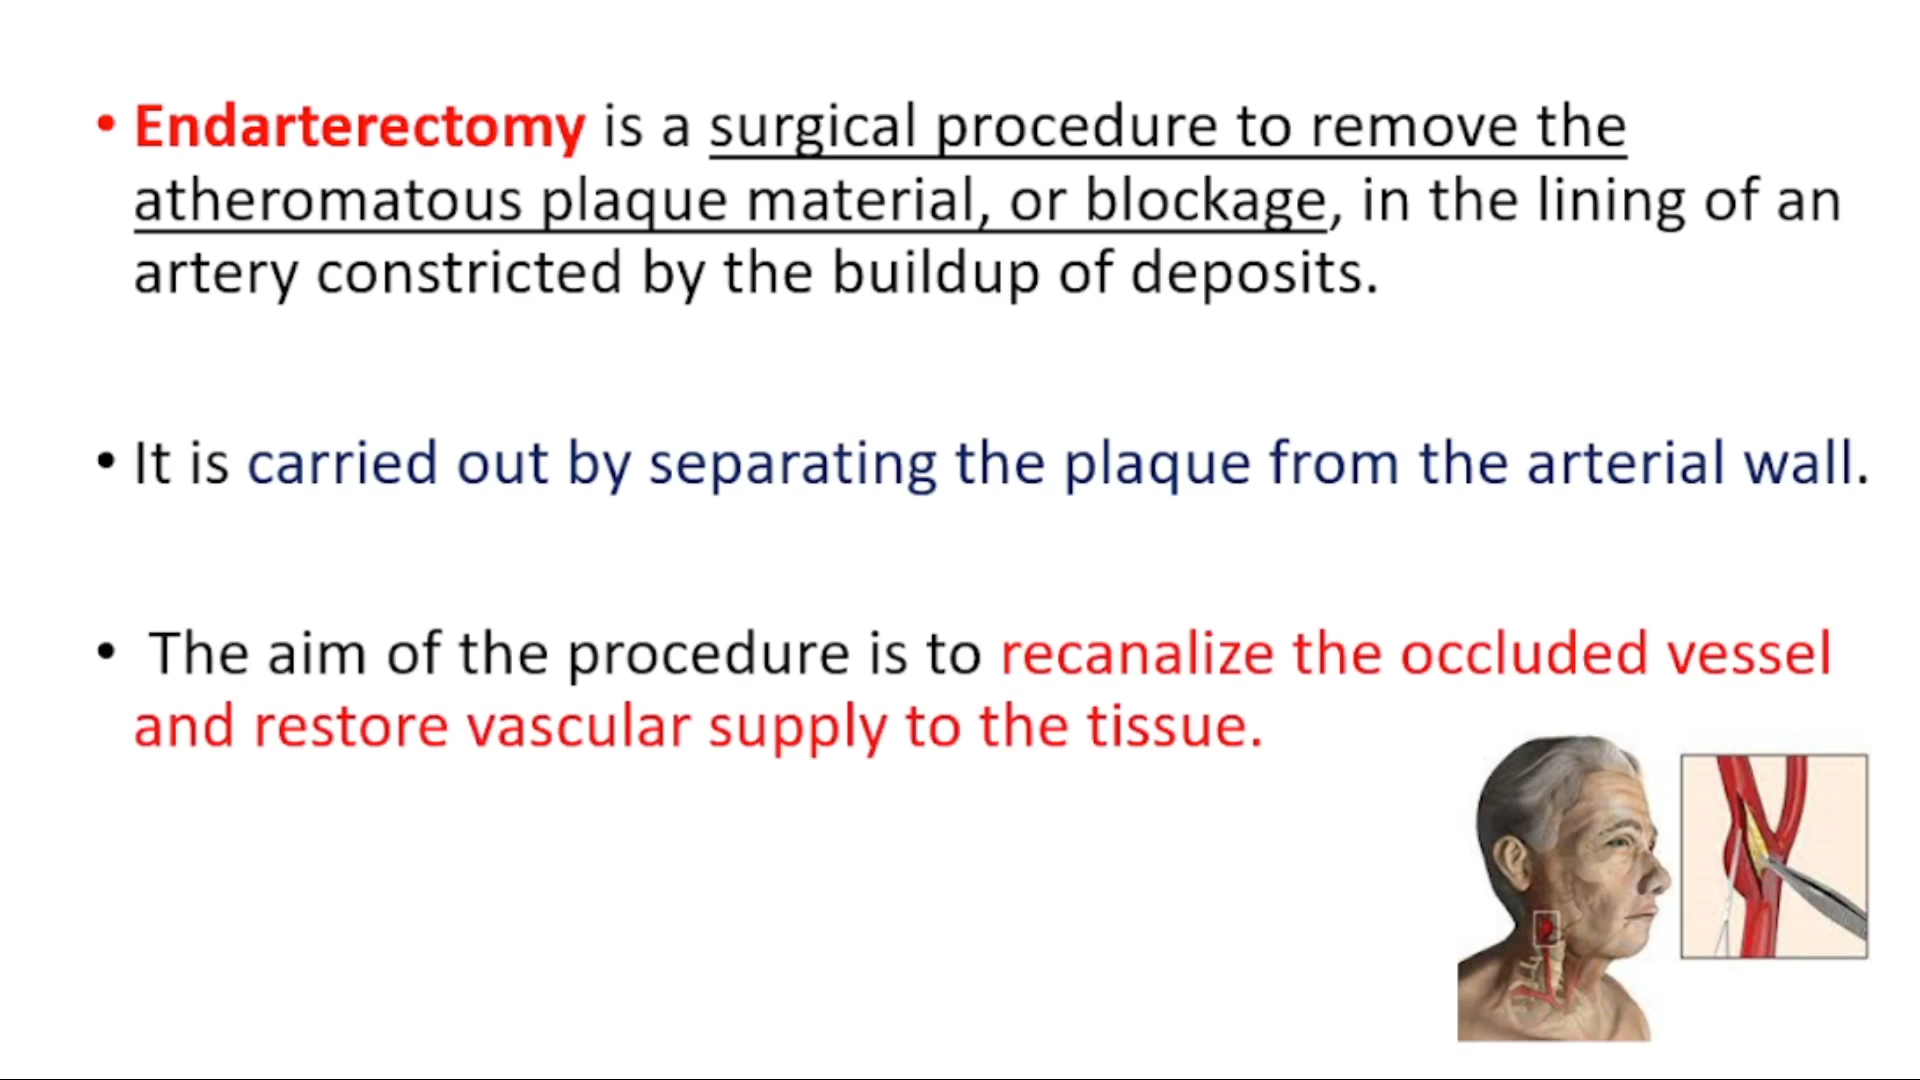 • Endarterectomy is a surgical procedure to remove the
atheromatous plaque material, or blockage, in the lining of an
artery constricted by the buildup of deposits.
• It is carried out by separating the plaque from the arterial wall.
• The aim of the procedure is to recanalize the occluded vessel
and restore vascular supply to the tissue.